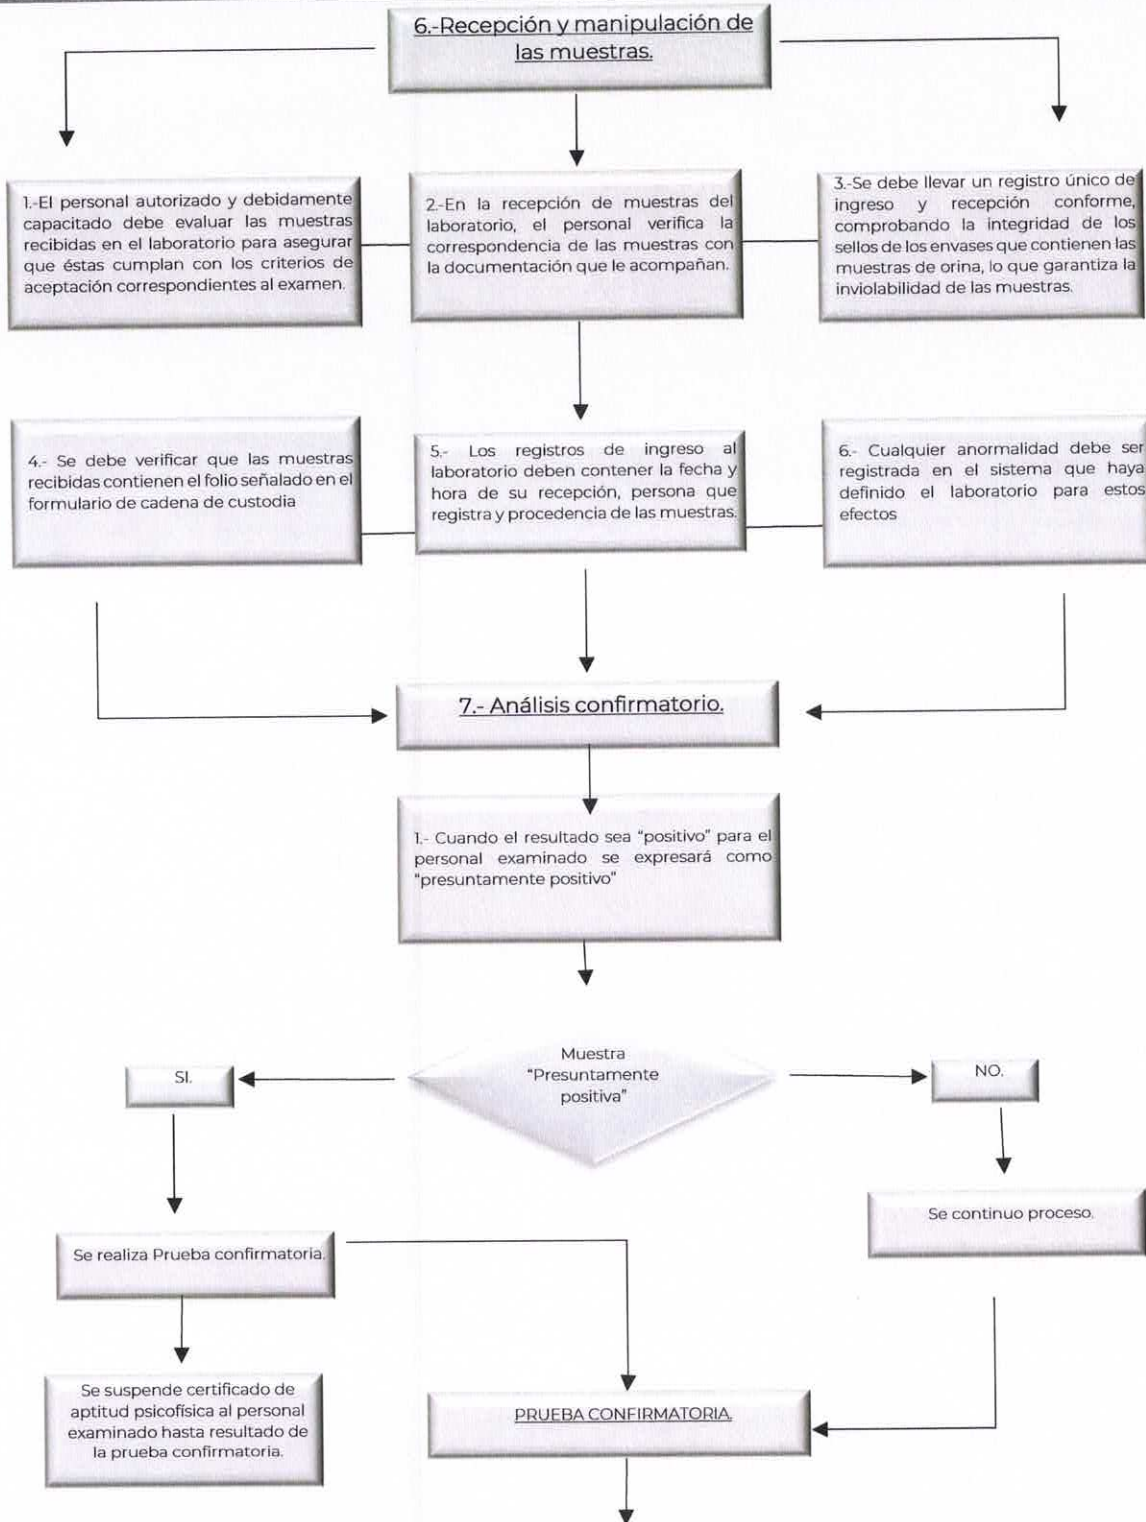 6.-Recepción y manipulación de
las muestras.
1.-El personal autorizado y debidamente
capacitado debe evaluar las muestras
recibidas en el laboratorio para asegurar
que éstas cumplan con los criterios de
aceptación correspondientes al examen.
2.-En la recepción de muestras del
laboratorio, el personal verifica la
correspondencia de las muestras con
la documentación que le acompañan.
3.-Se debe llevar un registro único de
ingreso y recepción conforme,
comprobando la integridad de los
sellos de los envases que contienen las
muestras de orina, lo que garantiza la
inviolabilidad de las muestras.
4.- Se debe verificar que las muestras
recibidas contienen el folio señalado en el
formulario de cadena de custodia
5.- Los registros de ingreso al
laboratorio deben contener la fecha y
hora de su recepción, persona que
registra y procedencia de las muestras.
6.- Cualquier anormalidad debe ser
registrada en el sistema que haya
definido el laboratorio para estos
efectos
7.- Análisis confirmatorio.
1.- Cuando el resultado sea "positivo" para el
personal examinado se expresará como
"presuntamente positivo"
Muestra
"Presuntamente
positiva"
SI.
NO.
Se continuo proceso.
Se realiza Prueba confirmatoria.
Se suspende certificado de
aptitud psicofísica al personal
examinado hasta resultado de
la prueba confirmatoria.
PRUEBA CONFIRMATORIA.